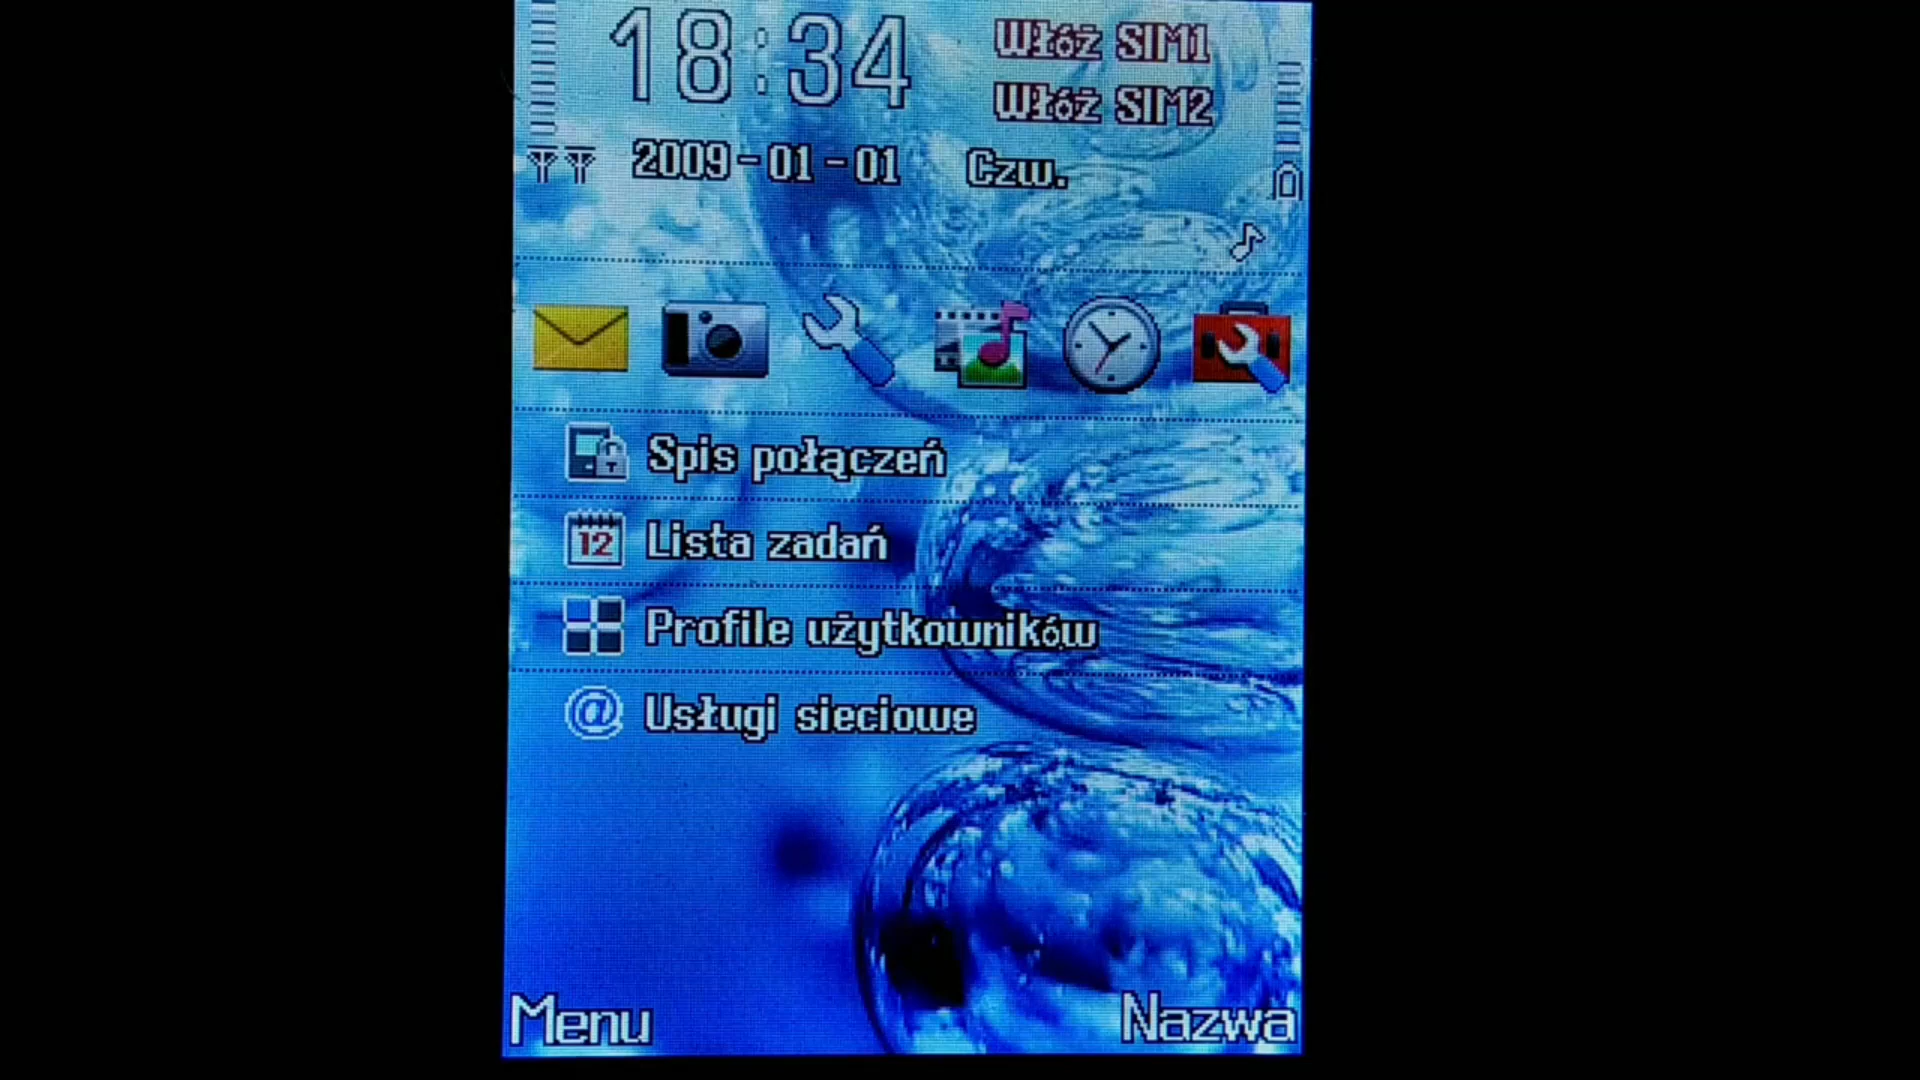 18:34
Włóż SIM1
Włóż SIM2
2009-01-01 Czw.
Spis połączeń
12 Lista zadań
Profile użytkowników
@ Usługi sieciowe
Menu Nazwa